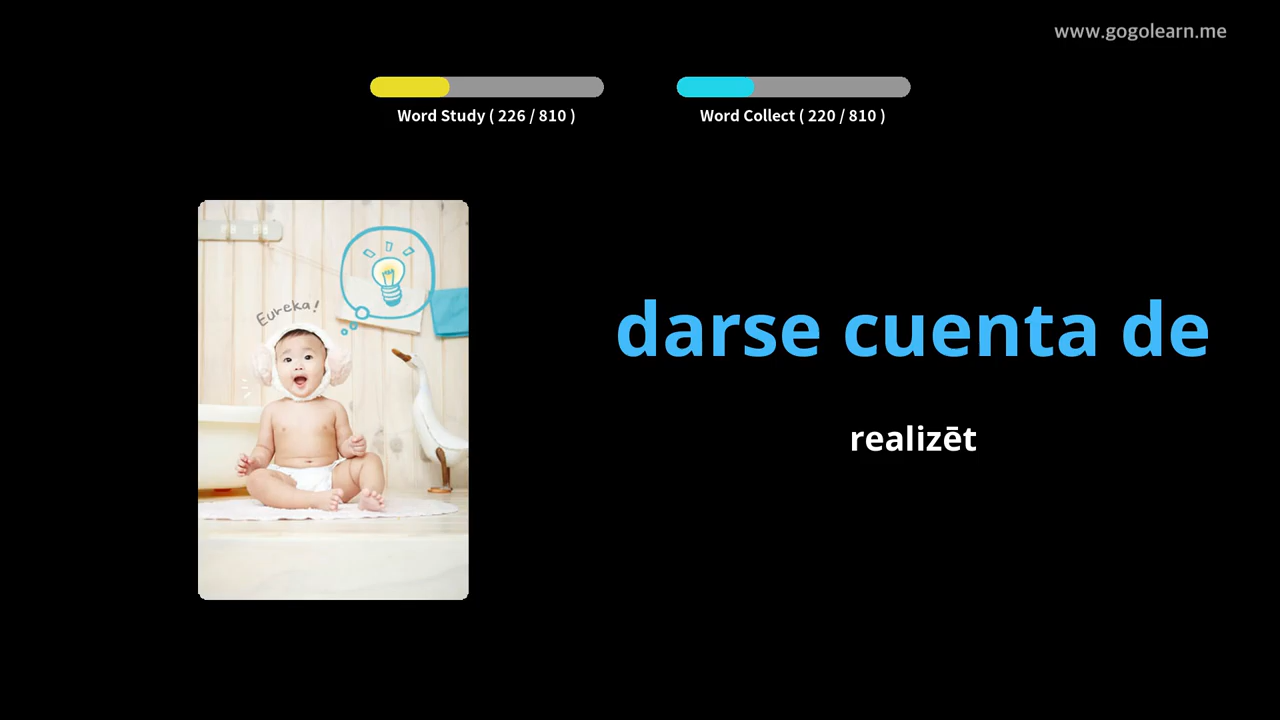 www.gogolearn.me
Word Study ( 226 / 810 )
Word Collect ( 220 / 810 )
Eureka!
darse cuenta de
realizēt